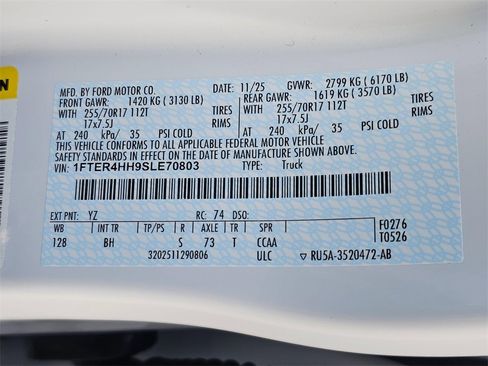 MFD. BY FORD MOTOR CO. 11/25 GVWR: 2799 KG ( 6170 LB)
FRONT GAWR: 1420 KG ( 3130 LB) REAR GAWR: 1619 KG ( 3570 LB)
WITH 255/70R17 112T TIRES WITH 255/70R17 112T TIRES
17x7.5J RIMS 17x7.5J RIMS
AT 240 kPa/ 35 PSI COLD AT 240 kPa/ 35 PSI COLD
THIS VEHICLE CONFORMS TO ALL APPLICABLE FEDERAL MOTOR VEHICLE
SAFETY STANDARDS IN EFFECT ON THE DATE OF MANUFACTURE SHOWN ABOVE.
VIN: 1FTER4HH9SLE70803 TYPE: Truck
EXT PNT: YZ RC: 74 DSO:
WB INT TR TP/PS R AXLE TR SPR F0276
128 BH S 73 T CCAA T0526
3202511290806 ULC ▽ RU5A-3520472-AB